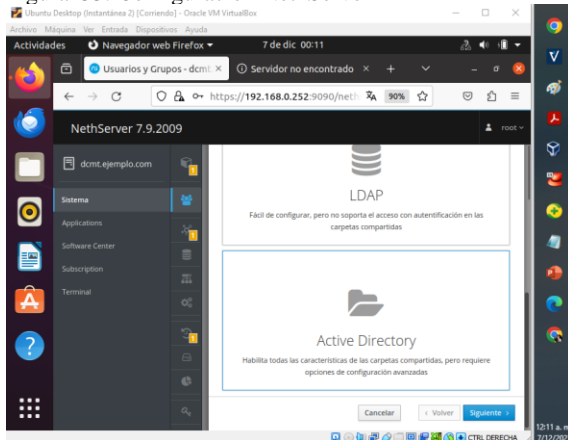 Ubuntu Desktop (Instantánea 2) [Corriendo] - Oracle VM VirtualBox
Archivo Máquina Ver Entrada Dispositivos Ayuda
Actividades Navegador web Firefox 7 de dic 00:11
Usuarios y Grupos - dcmt
Servidor no encontrado
https://192.168.0.252:9090/neth 90%
NethServer 7.9.2009 root
dcmt.ejemplo.com
Sistema
Applications
Software Center
Subscription
Terminal
LDAP
Fácil de configurar, pero no soporta el acceso con autentificación en las
carpetas compartidas
Active Directory
Habilita todas las características de las carpetas compartidas, pero requiere
opciones de configuración avanzadas
Cancelar Volver Siguiente
CTRL DERECHA
12:11 a. m
7/12/202